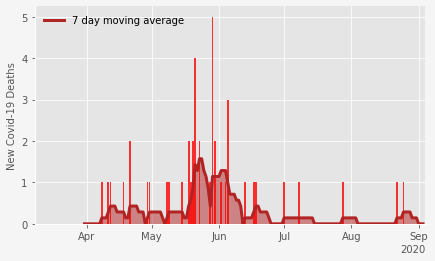 7 day moving average
New Covid-19 Deaths
5
4
3
2
1
0
Apr
May
Jun
Jul
Aug
Sep
2020